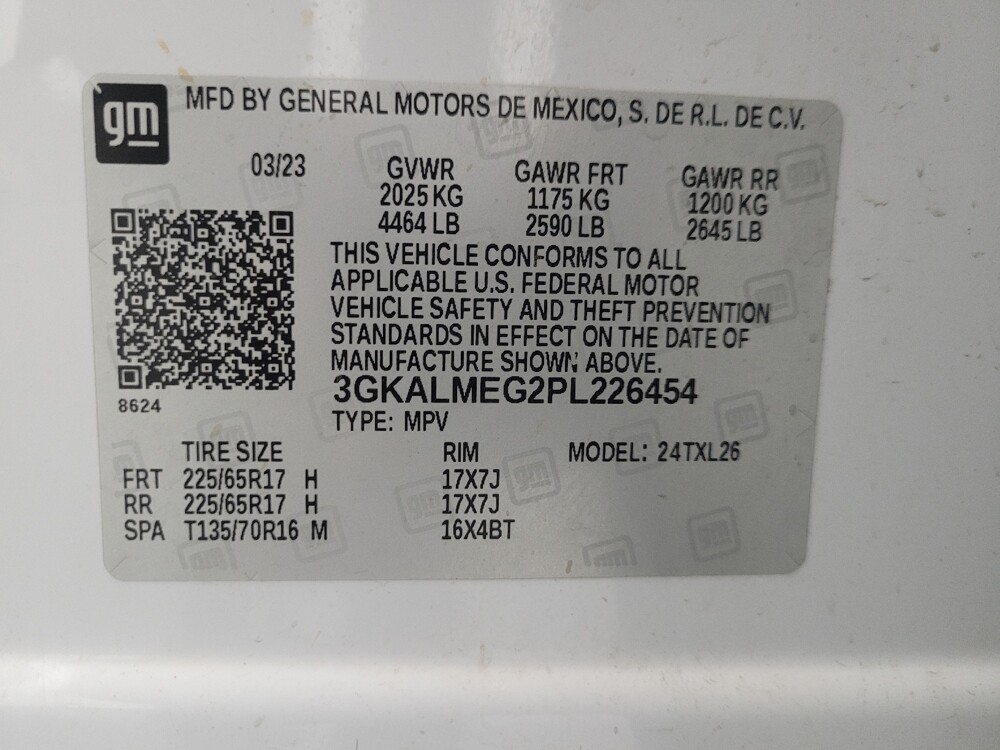 gm
MFD BY GENERAL MOTORS DE MEXICO, S. DE R.L. DE C.V.
03/23 GVWR GAWR FRT GAWR RR
2025 KG 1175 KG 1200 KG
4464 LB 2590 LB 2645 LB
THIS VEHICLE CONFORMS TO ALL
APPLICABLE U.S. FEDERAL MOTOR
VEHICLE SAFETY AND THEFT PREVENTION
STANDARDS IN EFFECT ON THE DATE OF
MANUFACTURE SHOWN ABOVE.
3GKALMEG2PL226454
8624
TYPE: MPV
TIRE SIZE RIM MODEL: 24TXL26
FRT 225/65R17 H 17X7J
RR 225/65R17 H 17X7J
SPA T135/70R16 M 16X4BT